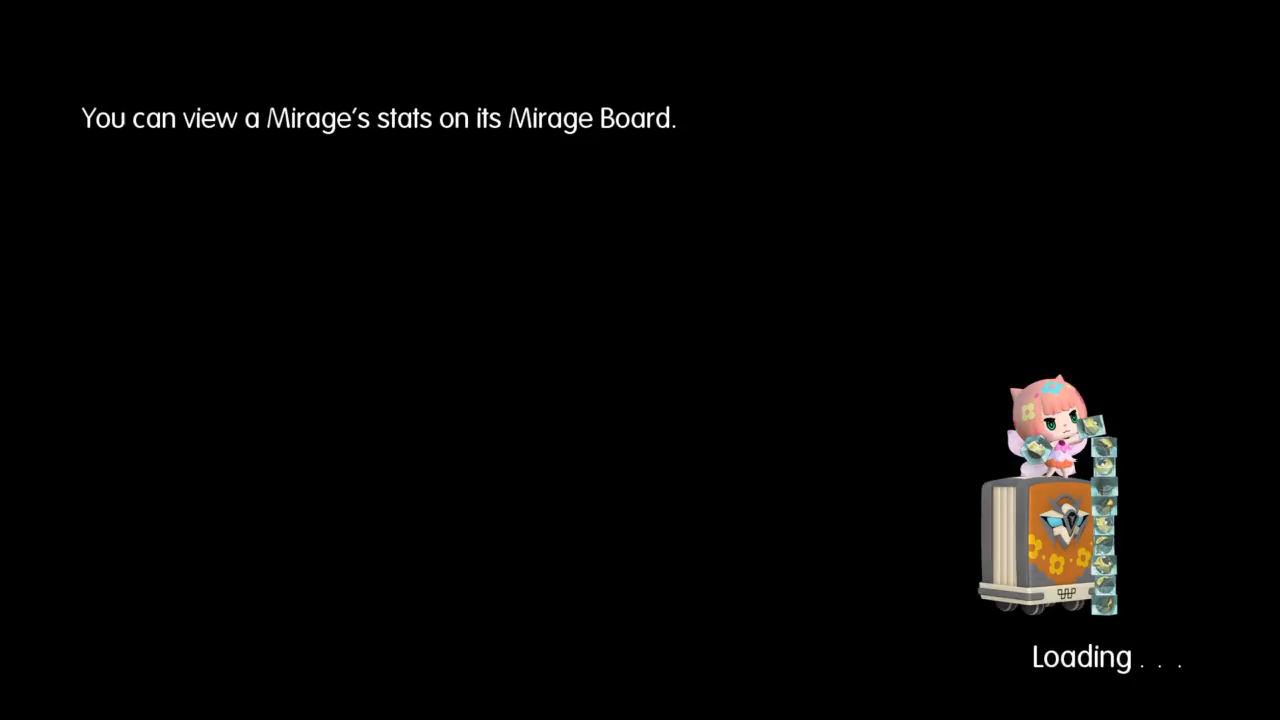 You can view a Mirage's stats on its Mirage Board.
Loading . . .